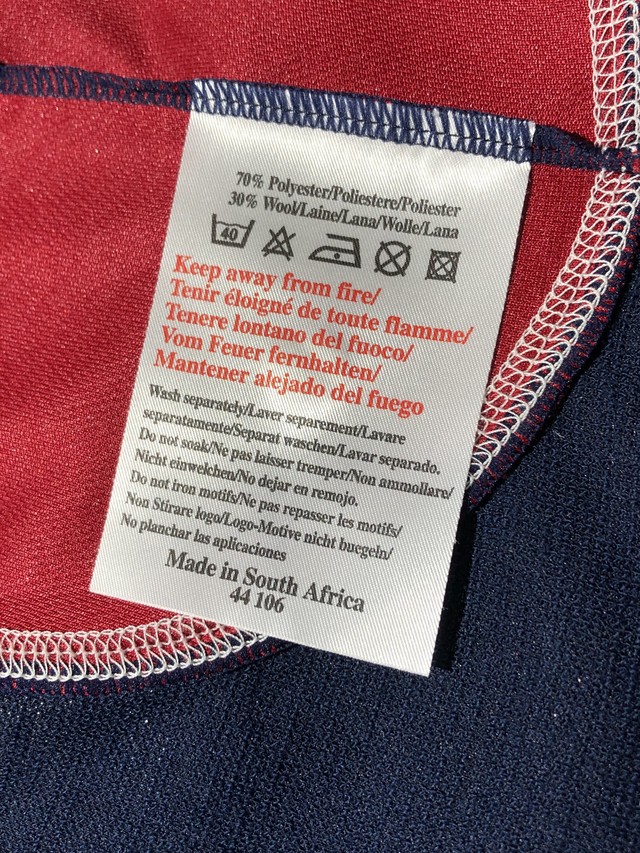 70% Polyester/Poliestere/Poliester
30% Wool/Laine/Lana/Wolle/Lana
40
Keep away from fire/
Tenir éloigné de toute flamme/
Tenere lontano del fuoco/
Vom Feuer fernhalten/
Mantener alejado del fuego
Wash separately/Laver separement/Lavare
separatamente/Separat waschen/Lavar separado.
Do not soak/Ne pas laisser tremper/Non ammollare/
Nicht einweichen/No dejar en remojo.
Do not iron motifs/Ne pas repasser les motifs/
Non Stirare logo/Logo-Motive nicht buegeln/
No planchar las aplicaciones
Made in South Africa
44 106